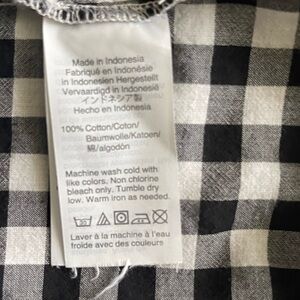 Made in Indonesia
Fabriqué en Indonésie
in Indonesien Hergestellt
Vervaardigd in Indonesië
インドネシア製
Hecho en Indonesia
100% Cotton/Coton/
Baumwolle/Katoen/
綿/algodón
Machine wash cold with
like colors. Non chlorine
bleach only. Tumble dry
low. Warm iron as needed.
Laver à la machine à l'eau
froide avec des couleurs